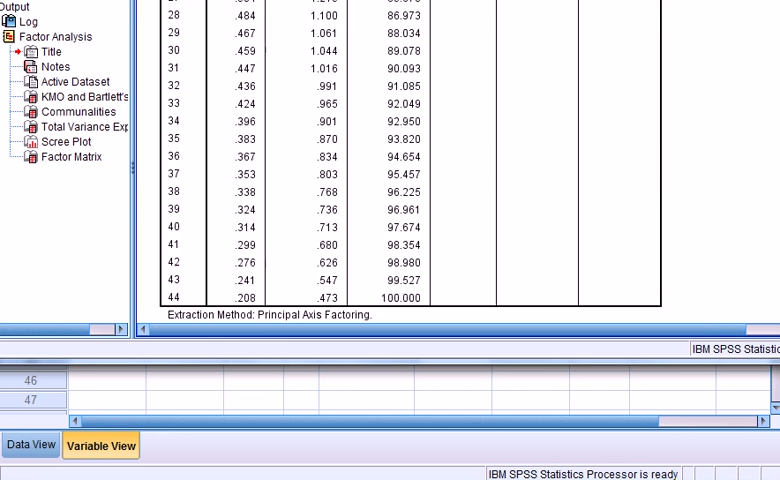 Output
Log
Factor Analysis
Title
Notes
Active Dataset
KMO and Bartlett's
Communalities
Total Variance Exp
Scree Plot
Factor Matrix
28 .484 1.100 86.973
29 .467 1.061 88.034
30 .459 1.044 89.078
31 .447 1.016 90.093
32 .436 .991 91.085
33 .424 .965 92.049
34 .396 .901 92.950
35 .383 .870 93.820
36 .367 .834 94.654
37 .353 .803 95.457
38 .338 .768 96.225
39 .324 .736 96.961
40 .314 .713 97.674
41 .299 .680 98.354
42 .276 .626 98.980
43 .241 .547 99.527
44 .208 .473 100.000
Extraction Method: Principal Axis Factoring.
IBM SPSS Statistic
46
47
Data View Variable View
IBM SPSS Statistics Processor is ready